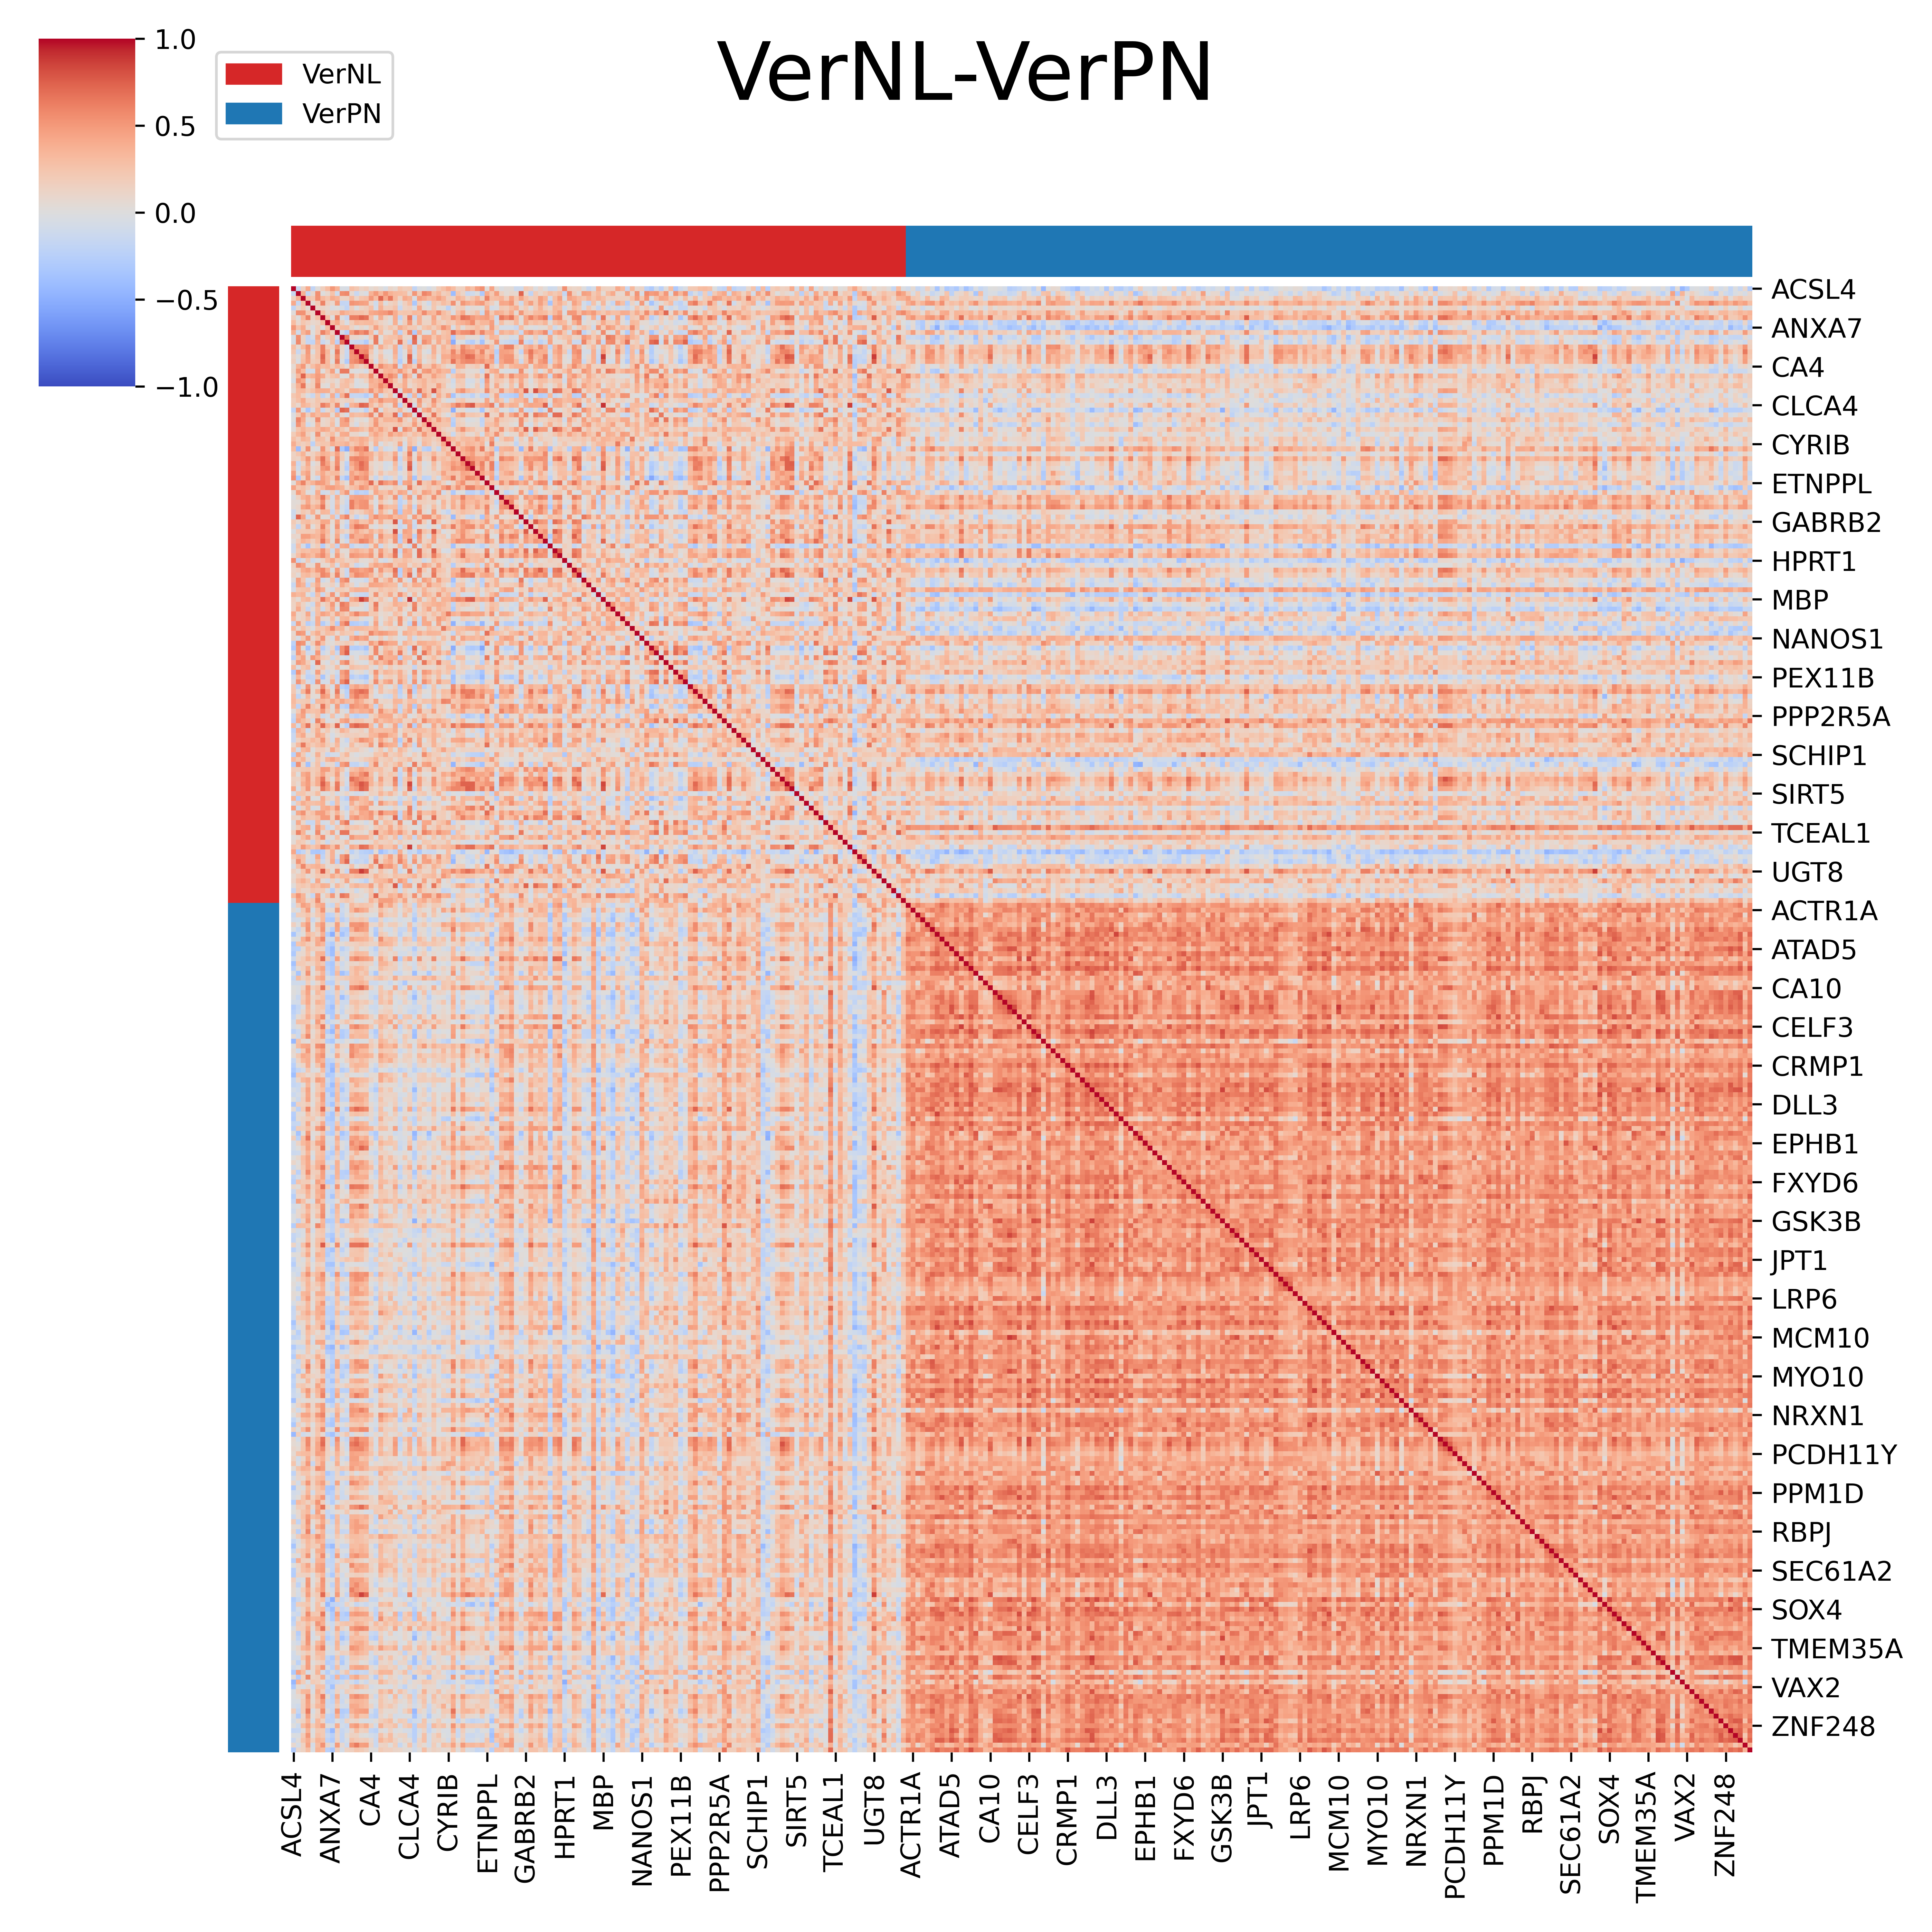 VerNL-VerPN
1.0
0.5
0.0
−0.5
−1.0
VerNL
VerPN
ACSL4
ANXA7
CA4
CLCA4
CYRIB
ETNPPL
GABRB2
HPRT1
MBP
NANOS1
PEX11B
PPP2R5A
SCHIP1
SIRT5
TCEAL1
UGT8
ACTR1A
ATAD5
CA10
CELF3
CRMP1
DLL3
EPHB1
FXYD6
GSK3B
JPT1
LRP6
MCM10
MYO10
NRXN1
PCDH11Y
PPM1D
RBPJ
SEC61A2
SOX4
TMEM35A
VAX2
ZNF248
ACSL4
ANXA7
CA4
CLCA4
CYRIB
ETNPPL
GABRB2
HPRT1
MBP
NANOS1
PEX11B
PPP2R5A
SCHIP1
SIRT5
TCEAL1
UGT8
ACTR1A
ATAD5
CA10
CELF3
CRMP1
DLL3
EPHB1
FXYD6
GSK3B
JPT1
LRP6
MCM10
MYO10
NRXN1
PCDH11Y
PPM1D
RBPJ
SEC61A2
SOX4
TMEM35A
VAX2
ZNF248